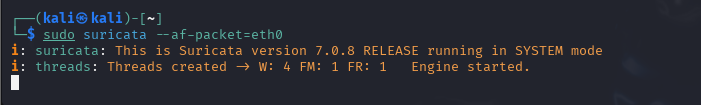 ┌──(kali㉿kali)-[~]
└─$ sudo suricata --af-packet=eth0
i: suricata: This is Suricata version 7.0.8 RELEASE running in SYSTEM mode
i: threads: Threads created -> W: 4 FM: 1 FR: 1   Engine started.